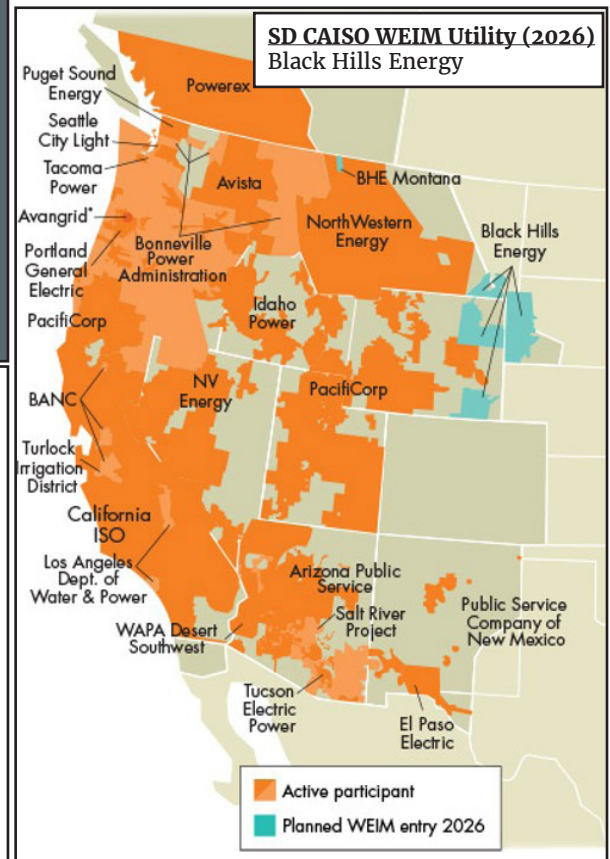 SD CAISO WEIM Utility (2026)
Black Hills Energy
Puget Sound
Energy
Powerex
Seattle
City Light
Tacoma
Power
Avista
BHE Montana
Avangrid*
NorthWestern
Energy
Black Hills
Energy
Portland
General
Electric
Bonneville
Power
Administration
Idaho
Power
PacifiCorp
NV
Energy
PacifiCorp
BANC
Turlock
Irrigation
District
California
ISO
Los Angeles
Dept. of
Water & Power
Arizona Public
Service
Salt River
Project
Public Service
Company of
New Mexico
WAPA Desert
Southwest
Tucson
Electric
Power
El Paso
Electric
Active participant
Planned WEIM entry 2026